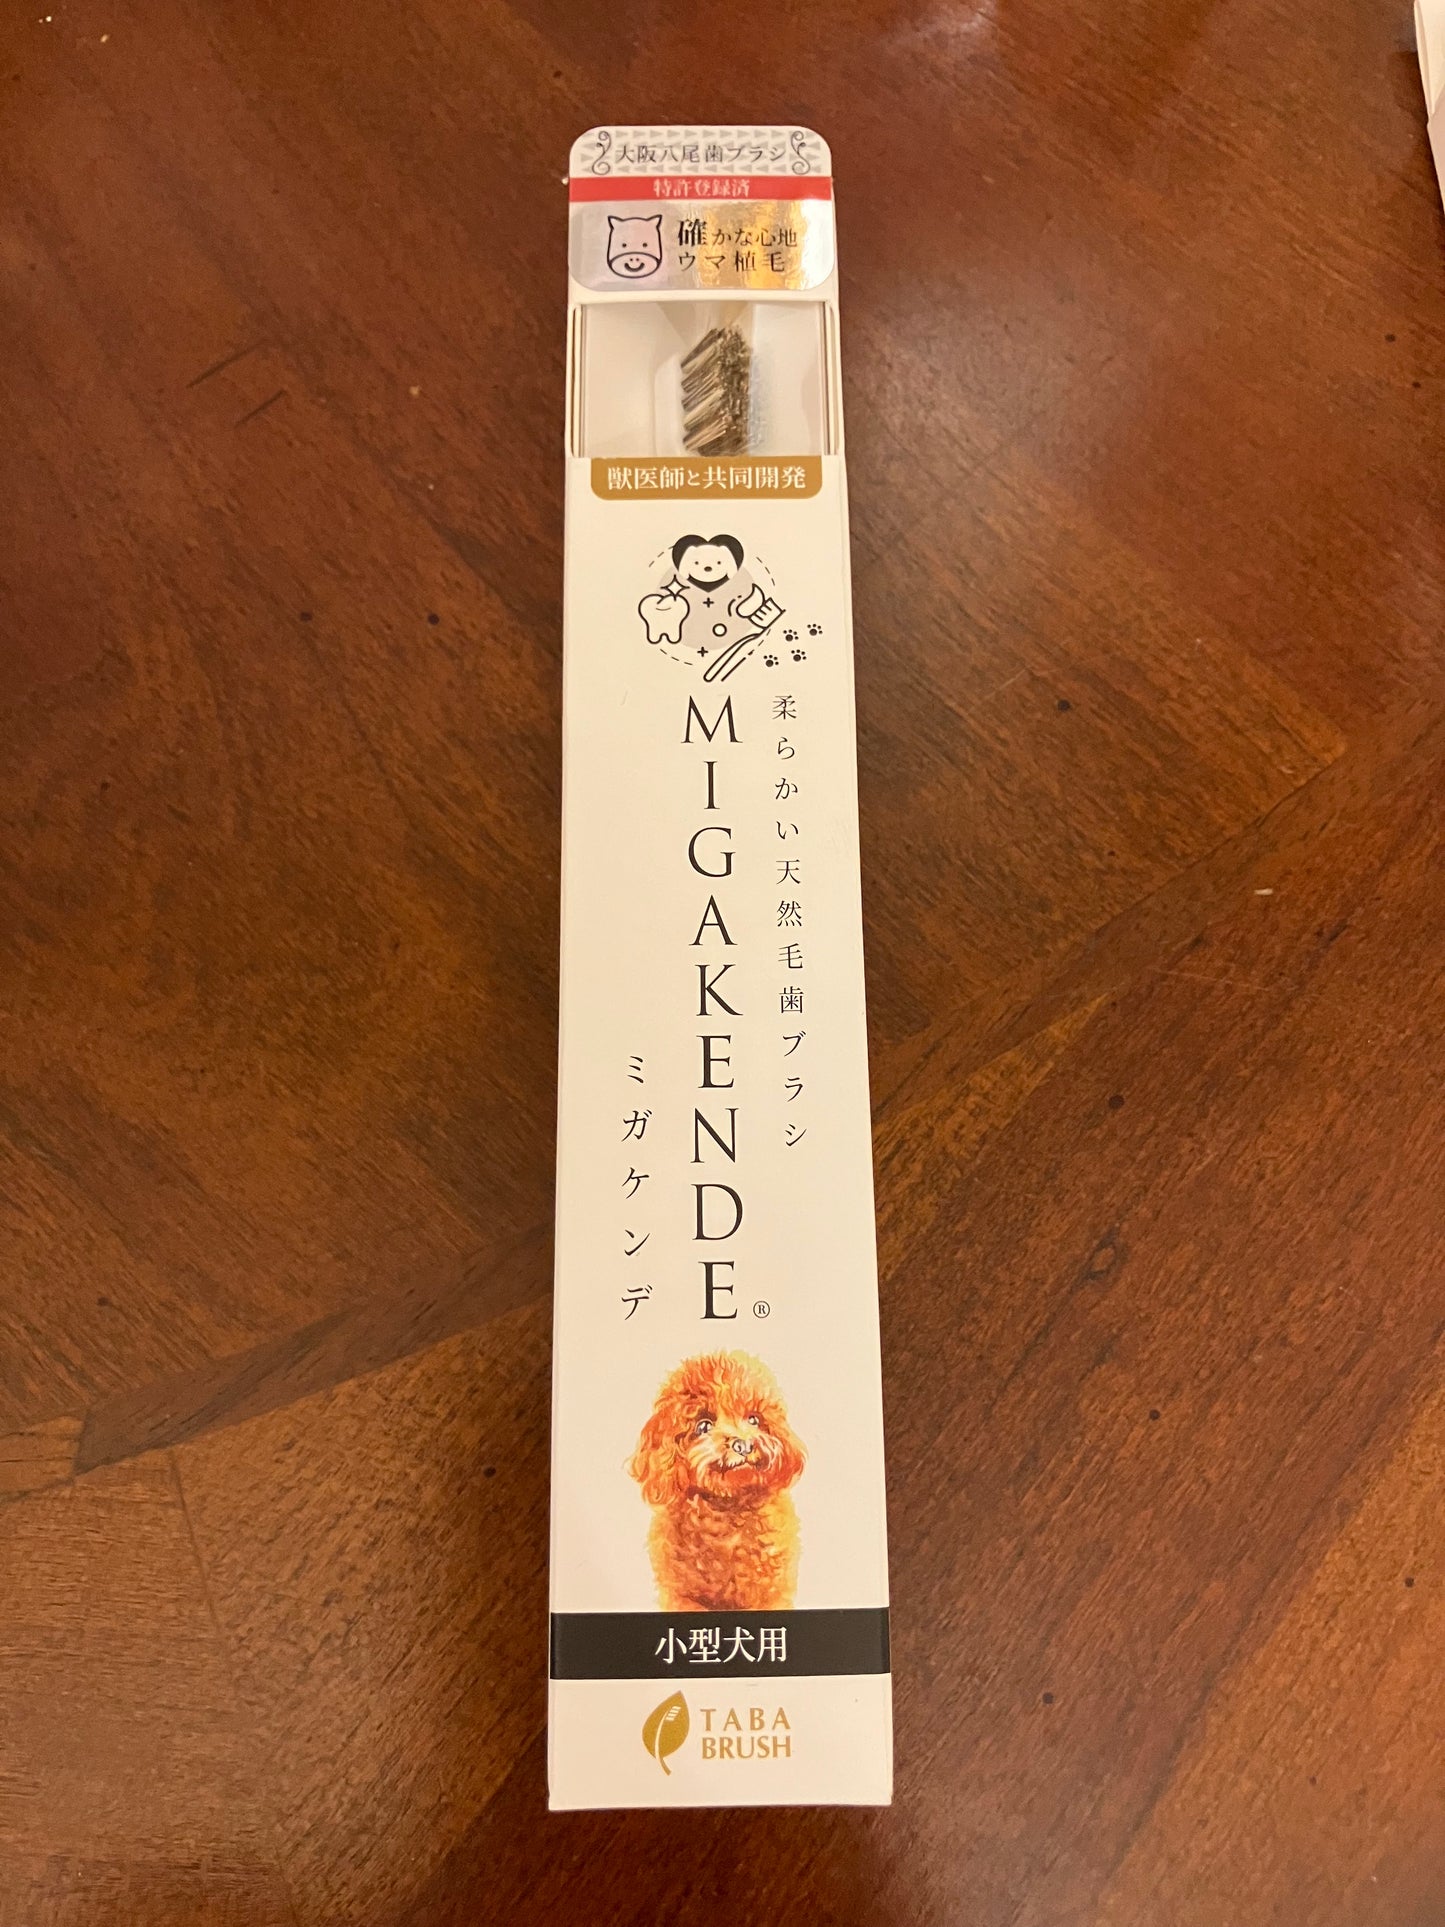 大阪八尾歯ブラシ
特許登録済
確かな心地
ウマ植毛
獣医師と共同開発
柔らかい天然毛歯ブラシ
MIGAKENDE®
ミガケンデ
小型犬用
TABA
BRUSH